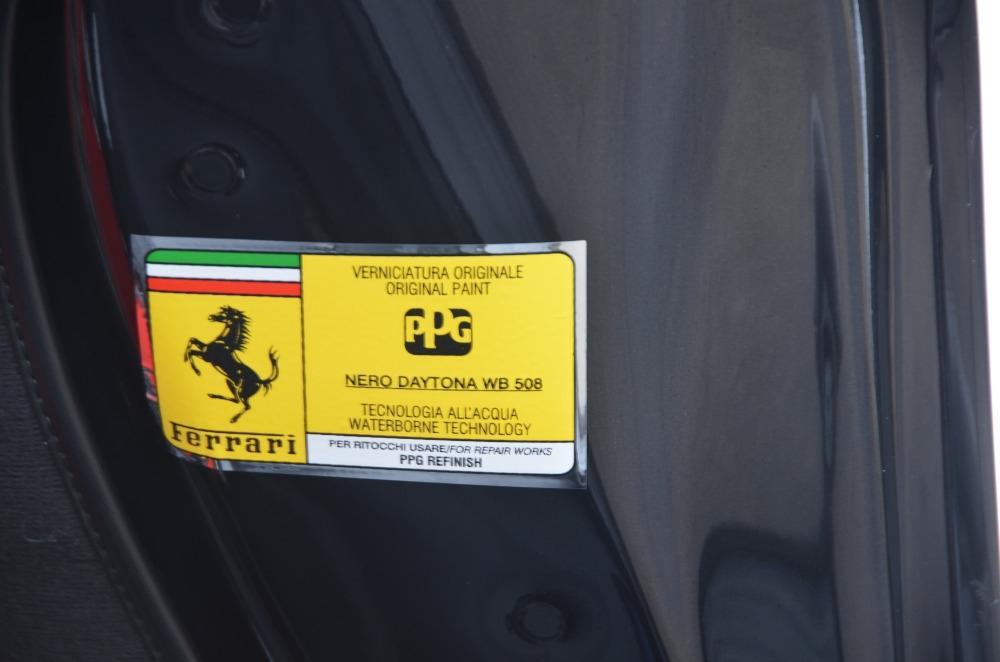 Ferrari
VERNICIATURA ORIGINALE
ORIGINAL PAINT
PPG
NERO DAYTONA WB 508
TECNOLOGIA ALL'ACQUA
WATERBORNE TECHNOLOGY
PER RITOCCHI USARE/FOR REPAIR WORKS
PPG REFINISH